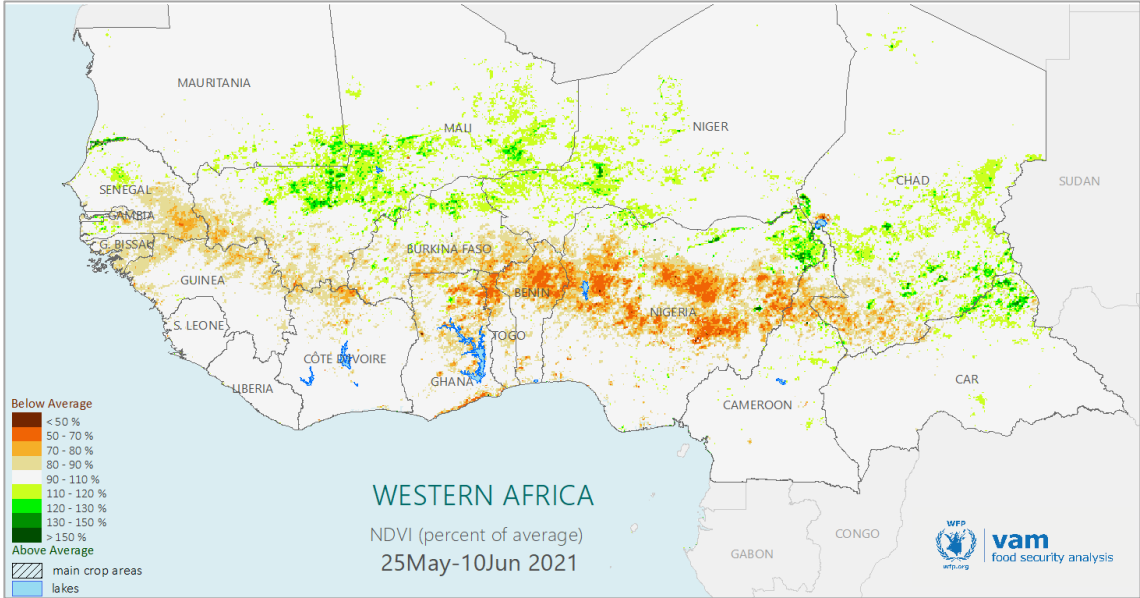 MAURITANIA
MALI
NIGER
CHAD
SUDAN
SENEGAL
GAMBIA
G. BISSAU
BURKINA FASO
GUINEA
BENIN
NIGERIA
S. LEONE
TOGO
CÔTE D'IVOIRE
LIBERIA
GHANA
CAR
CAMEROON
Below Average
< 50 %
50 - 70 %
70 - 80 %
80 - 90 %
90 - 110 %
110 - 120 %
120 - 130 %
130 - 150 %
> 150 %
Above Average
main crop areas
lakes
WESTERN AFRICA
NDVI (percent of average)
25May-10Jun 2021
GABON
CONGO
WFP
wfp.org
vam
food security analysis